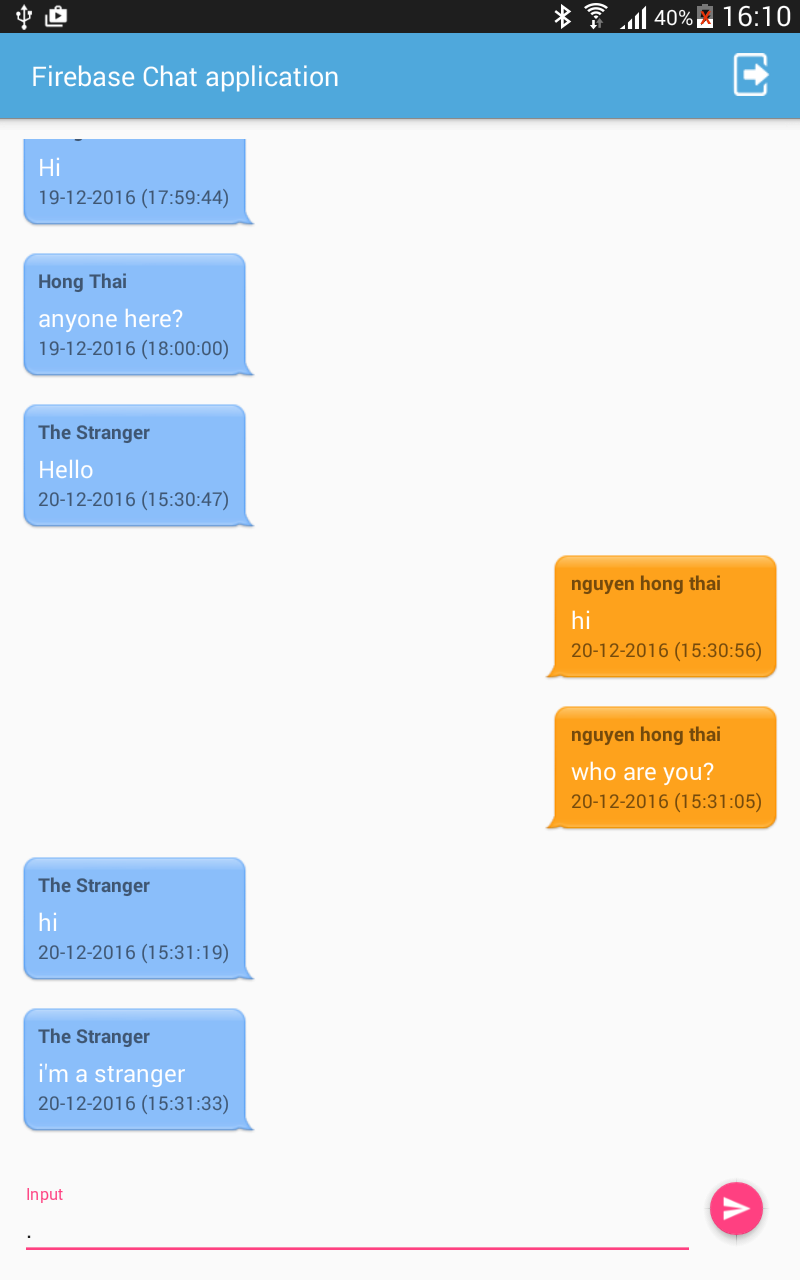 40% 16:10
Firebase Chat application
Hi
19-12-2016 (17:59:44)
Hong Thai
anyone here?
19-12-2016 (18:00:00)
The Stranger
Hello
20-12-2016 (15:30:47)
nguyen hong thai
hi
20-12-2016 (15:30:56)
nguyen hong thai
who are you?
20-12-2016 (15:31:05)
The Stranger
hi
20-12-2016 (15:31:19)
The Stranger
i'm a stranger
20-12-2016 (15:31:33)
Input
.